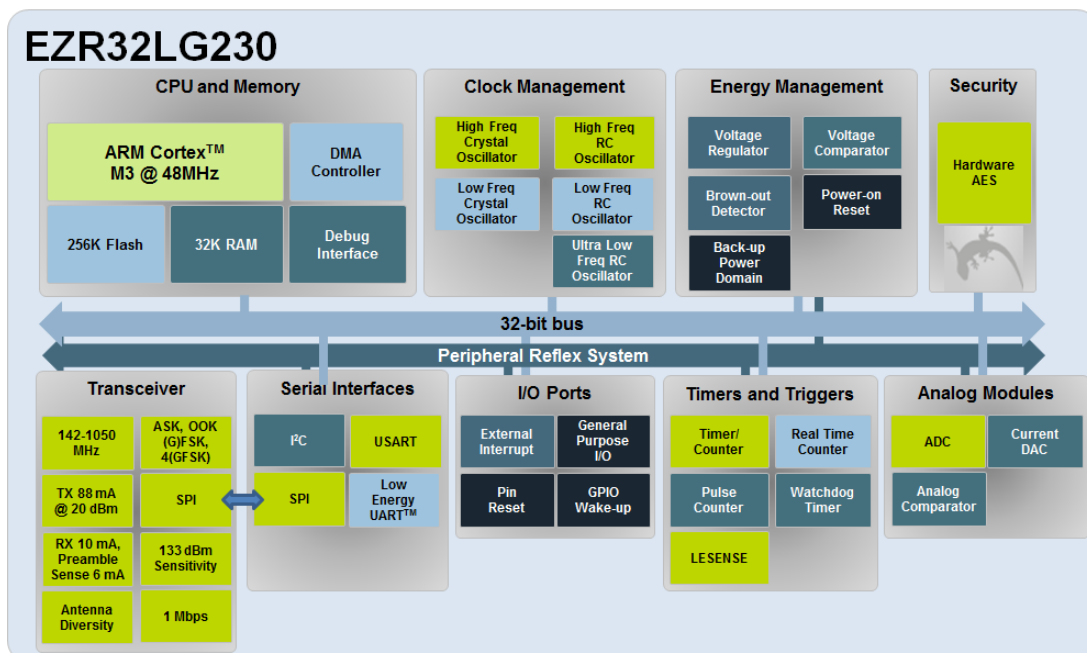 EZR32LG230
CPU and Memory
ARM Cortex™
M3 @ 48MHz
DMA
Controller
256K Flash
32K RAM
Debug
Interface
Clock Management
High Freq
Crystal
Oscillator
High Freq
RC
Oscillator
Low Freq
Crystal
Oscillator
Low Freq
RC
Oscillator
Ultra Low
Freq RC
Oscillator
Energy Management
Voltage
Regulator
Voltage
Comparator
Brown-out
Detector
Power-on
Reset
Back-up
Power
Domain
Security
Hardware
AES
32-bit bus
Peripheral Reflex System
Transceiver
142-1050
MHz
ASK, OOK
(G)FSK,
4(GFSK)
TX 88 mA
@ 20 dBm
SPI
RX 10 mA,
Preamble
Sense 6 mA
133 dBm
Sensitivity
Antenna
Diversity
1 Mbps
Serial Interfaces
I²C
USART
SPI
Low
Energy
UART™
I/O Ports
External
Interrupt
General
Purpose
I/O
Pin
Reset
GPIO
Wake-up
Timers and Triggers
Timer/
Counter
Real Time
Counter
Pulse
Counter
Watchdog
Timer
LESENSE
Analog Modules
ADC
Current
DAC
Analog
Comparator